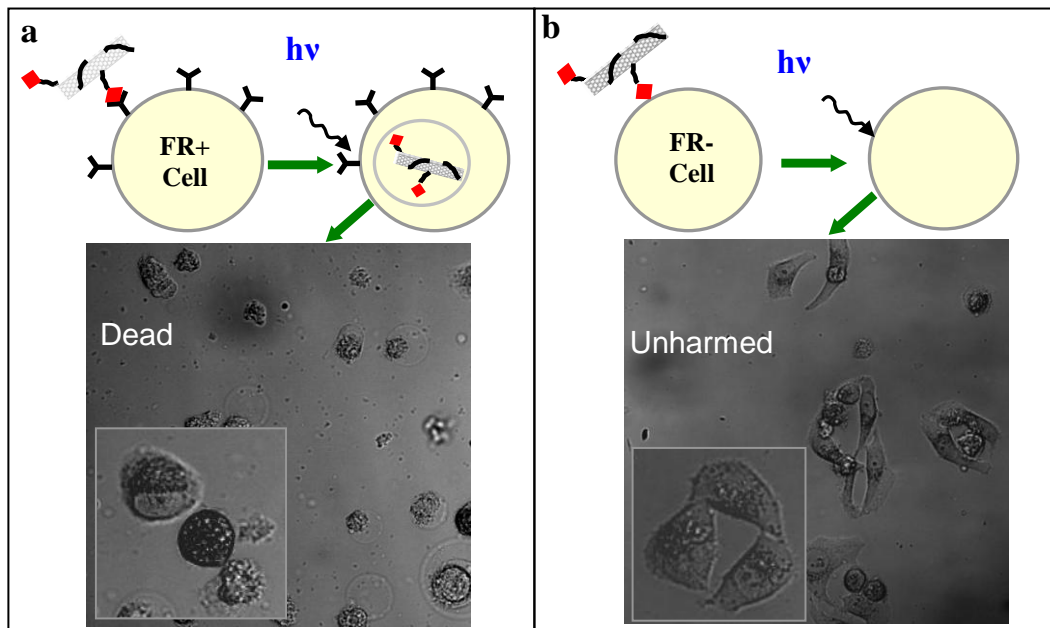 a
hν
FR+
Cell
Dead
b
hν
FR-
Cell
Unharmed